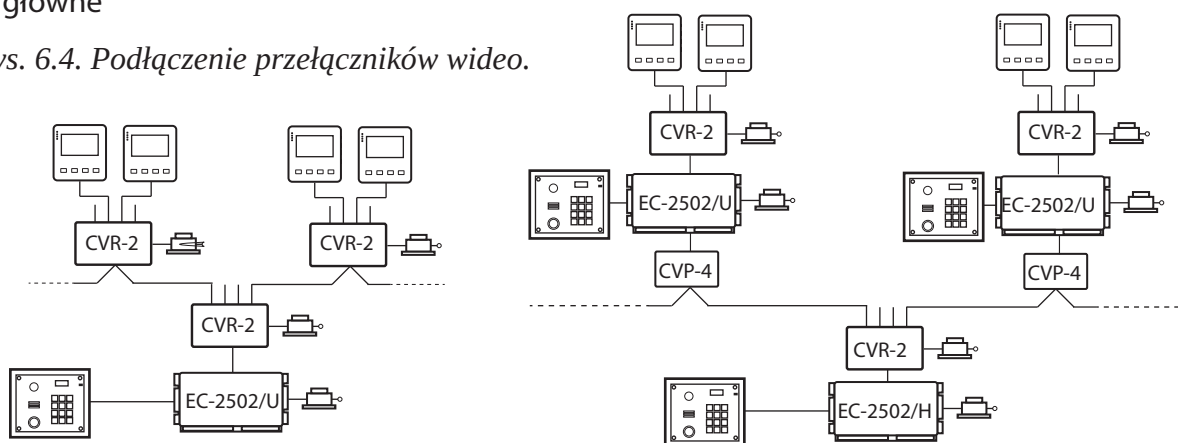 główne
ys. 6.4. Podłączenie przełączników wideo.
CVR-2
CVR-2
CVR-2
EC-2502/U
CVR-2
CVR-2
EC-2502/U
EC-2502/U
CVP-4
CVP-4
CVR-2
EC-2502/H